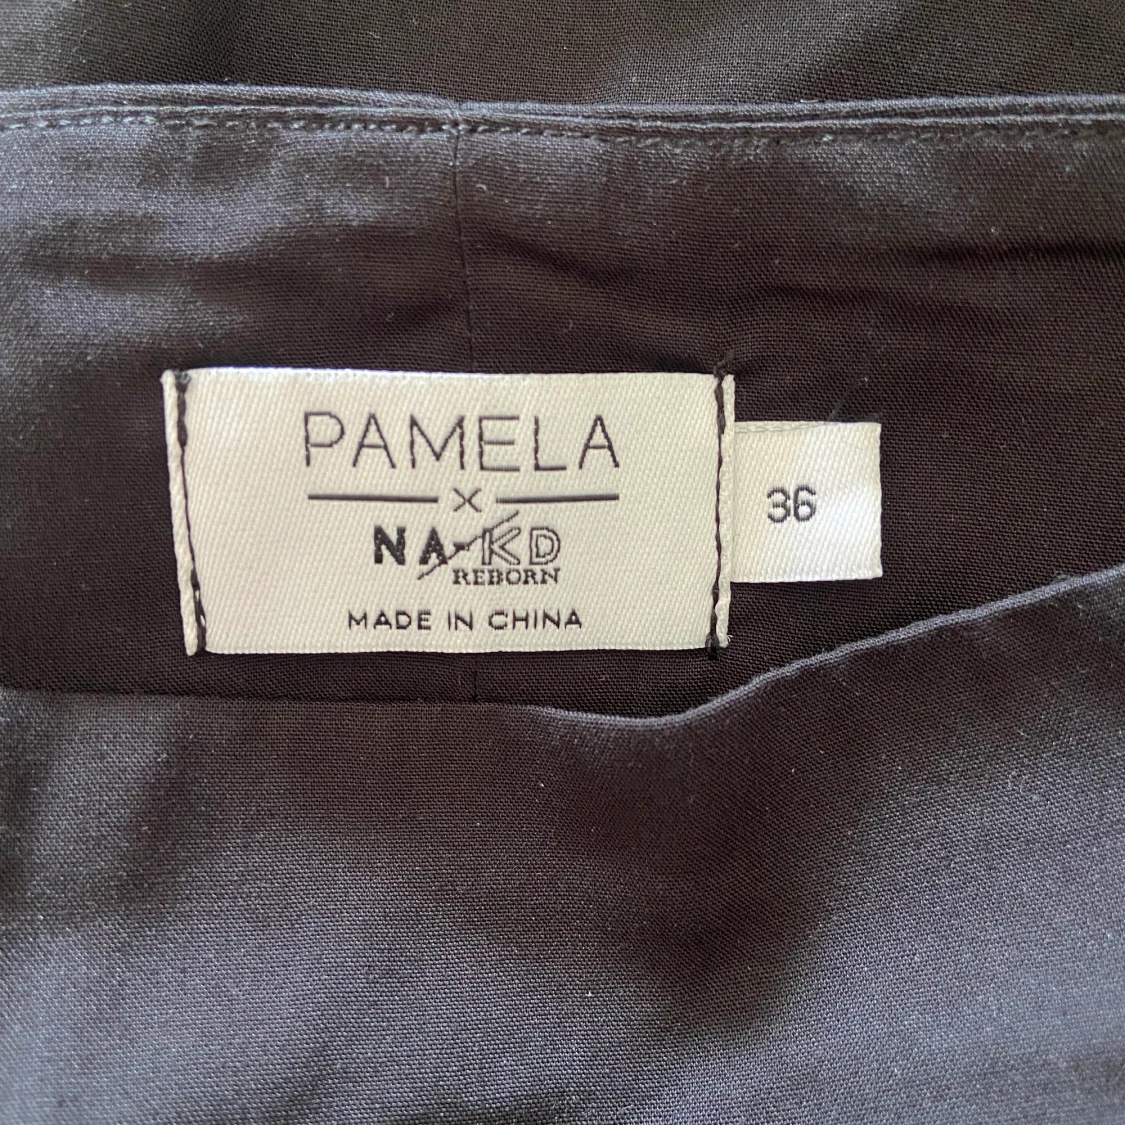 PAMELA
x
NA-KD
REBORN
MADE IN CHINA
36